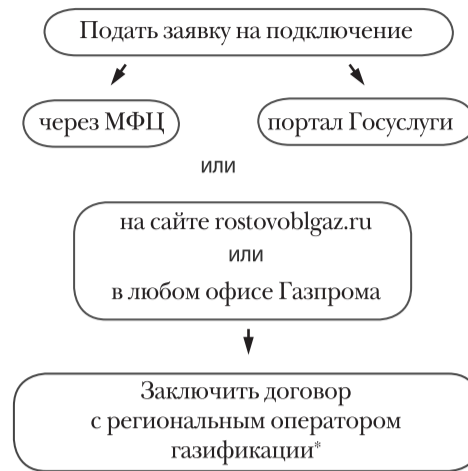 Подать заявку на подключение
через МФЦ
портал Госуслуги
или
на сайте rostovoblgaz.ru
или
в любом офисе Газпрома
Заключить договор
с региональным оператором
газификации*